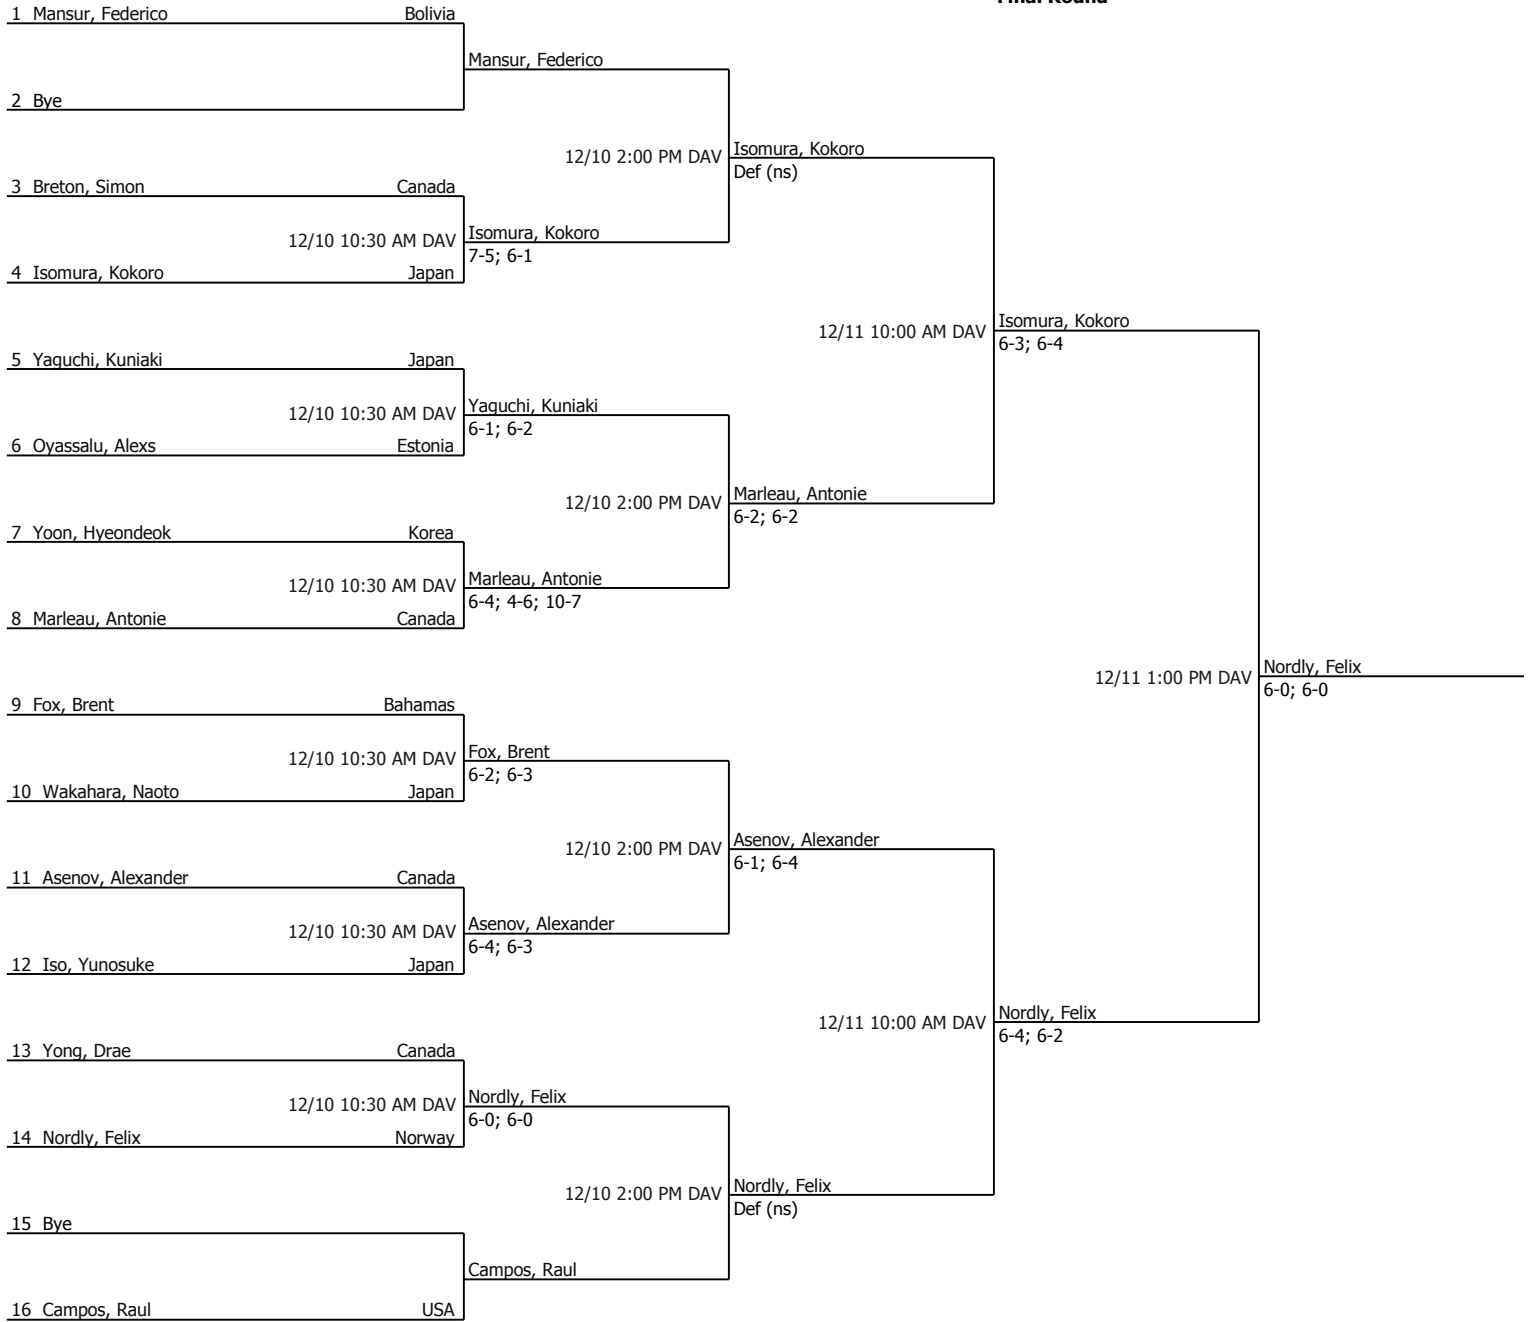 Final Round
1 Mansur, Federico Bolivia
Mansur, Federico
2 Bye
12/10 2:00 PM DAV Isomura, Kokoro
Def (ns)
3 Breton, Simon Canada
12/10 10:30 AM DAV Isomura, Kokoro
7-5; 6-1
4 Isomura, Kokoro Japan
12/11 10:00 AM DAV Isomura, Kokoro
6-3; 6-4
5 Yaguchi, Kuniaki Japan
12/10 10:30 AM DAV Yaguchi, Kuniaki
6-1; 6-2
6 Oyassalu, Alexs Estonia
12/10 2:00 PM DAV Marleau, Antonie
6-2; 6-2
7 Yoon, Hyeondeok Korea
12/10 10:30 AM DAV Marleau, Antonie
6-4; 4-6; 10-7
8 Marleau, Antonie Canada
12/11 1:00 PM DAV Nordly, Felix
6-0; 6-0
9 Fox, Brent Bahamas
12/10 10:30 AM DAV Fox, Brent
6-2; 6-3
10 Wakahara, Naoto Japan
12/10 2:00 PM DAV Asenov, Alexander
6-1; 6-4
11 Asenov, Alexander Canada
12/10 10:30 AM DAV Asenov, Alexander
6-4; 6-3
12 Iso, Yunosuke Japan
12/11 10:00 AM DAV Nordly, Felix
6-4; 6-2
13 Yong, Drae Canada
12/10 10:30 AM DAV Nordly, Felix
6-0; 6-0
14 Nordly, Felix Norway
12/10 2:00 PM DAV Nordly, Felix
Def (ns)
15 Bye
Campos, Raul
16 Campos, Raul USA